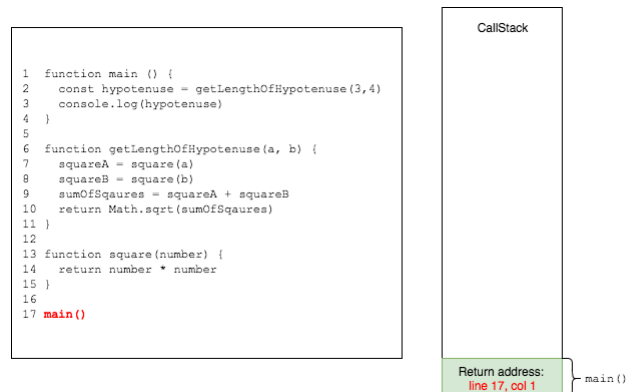 1 function main () {
2 const hypotenuse = getLengthOfHypotenuse(3,4)
3 console.log(hypotenuse)
4 }
5
6 function getLengthOfHypotenuse(a, b) {
7 squareA = square(a)
8 squareB = square(b)
9 sumOfSqaures = squareA + squareB
10 return Math.sqrt(sumOfSqaures)
11 }
12
13 function square(number) {
14 return number * number
15 }
16
17 main()
CallStack
Return address:
line 17, col 1
main()